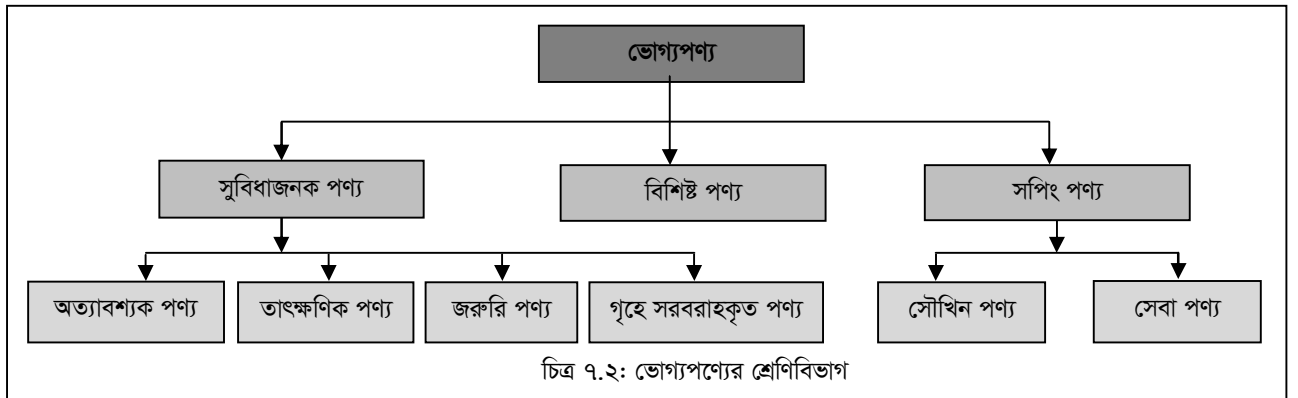 ভোগ্যপণ্য
সুবিধাজনক পণ্য
বিশিষ্ট পণ্য
সপিং পণ্য
অত্যাবশ্যক পণ্য
তাৎক্ষণিক পণ্য
জরুরি পণ্য
গৃহে সরবরাহকৃত পণ্য
সৌখিন পণ্য
সেবা পণ্য
চিত্র ৭.২: ভোগ্যপণ্যের শ্রেণিবিভাগ